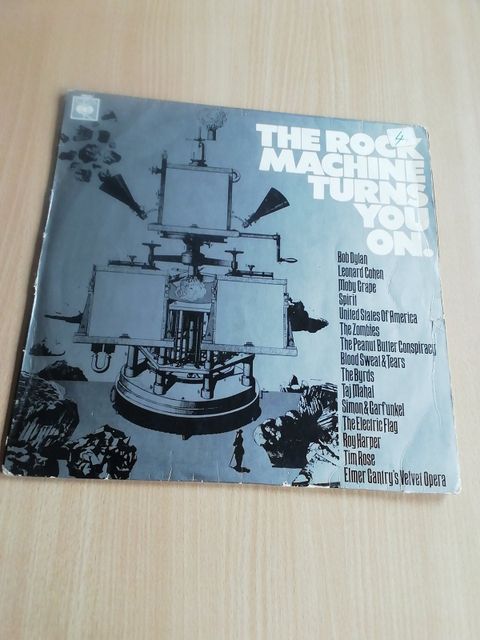 THE ROCK
MACHINE
TURNS
YOU
ON.
4
Bob Dylan
Leonard Cohen
Moby Grape
Spirit
United States Of America
The Zombies
The Peanut Butter Conspiracy
Blood Sweat & Tears
The Byrds
Taj Mahal
Simon & Garfunkel
The Electric Flag
Roy Harper
Tim Rose
Elmer Gantry's Velvet Opera